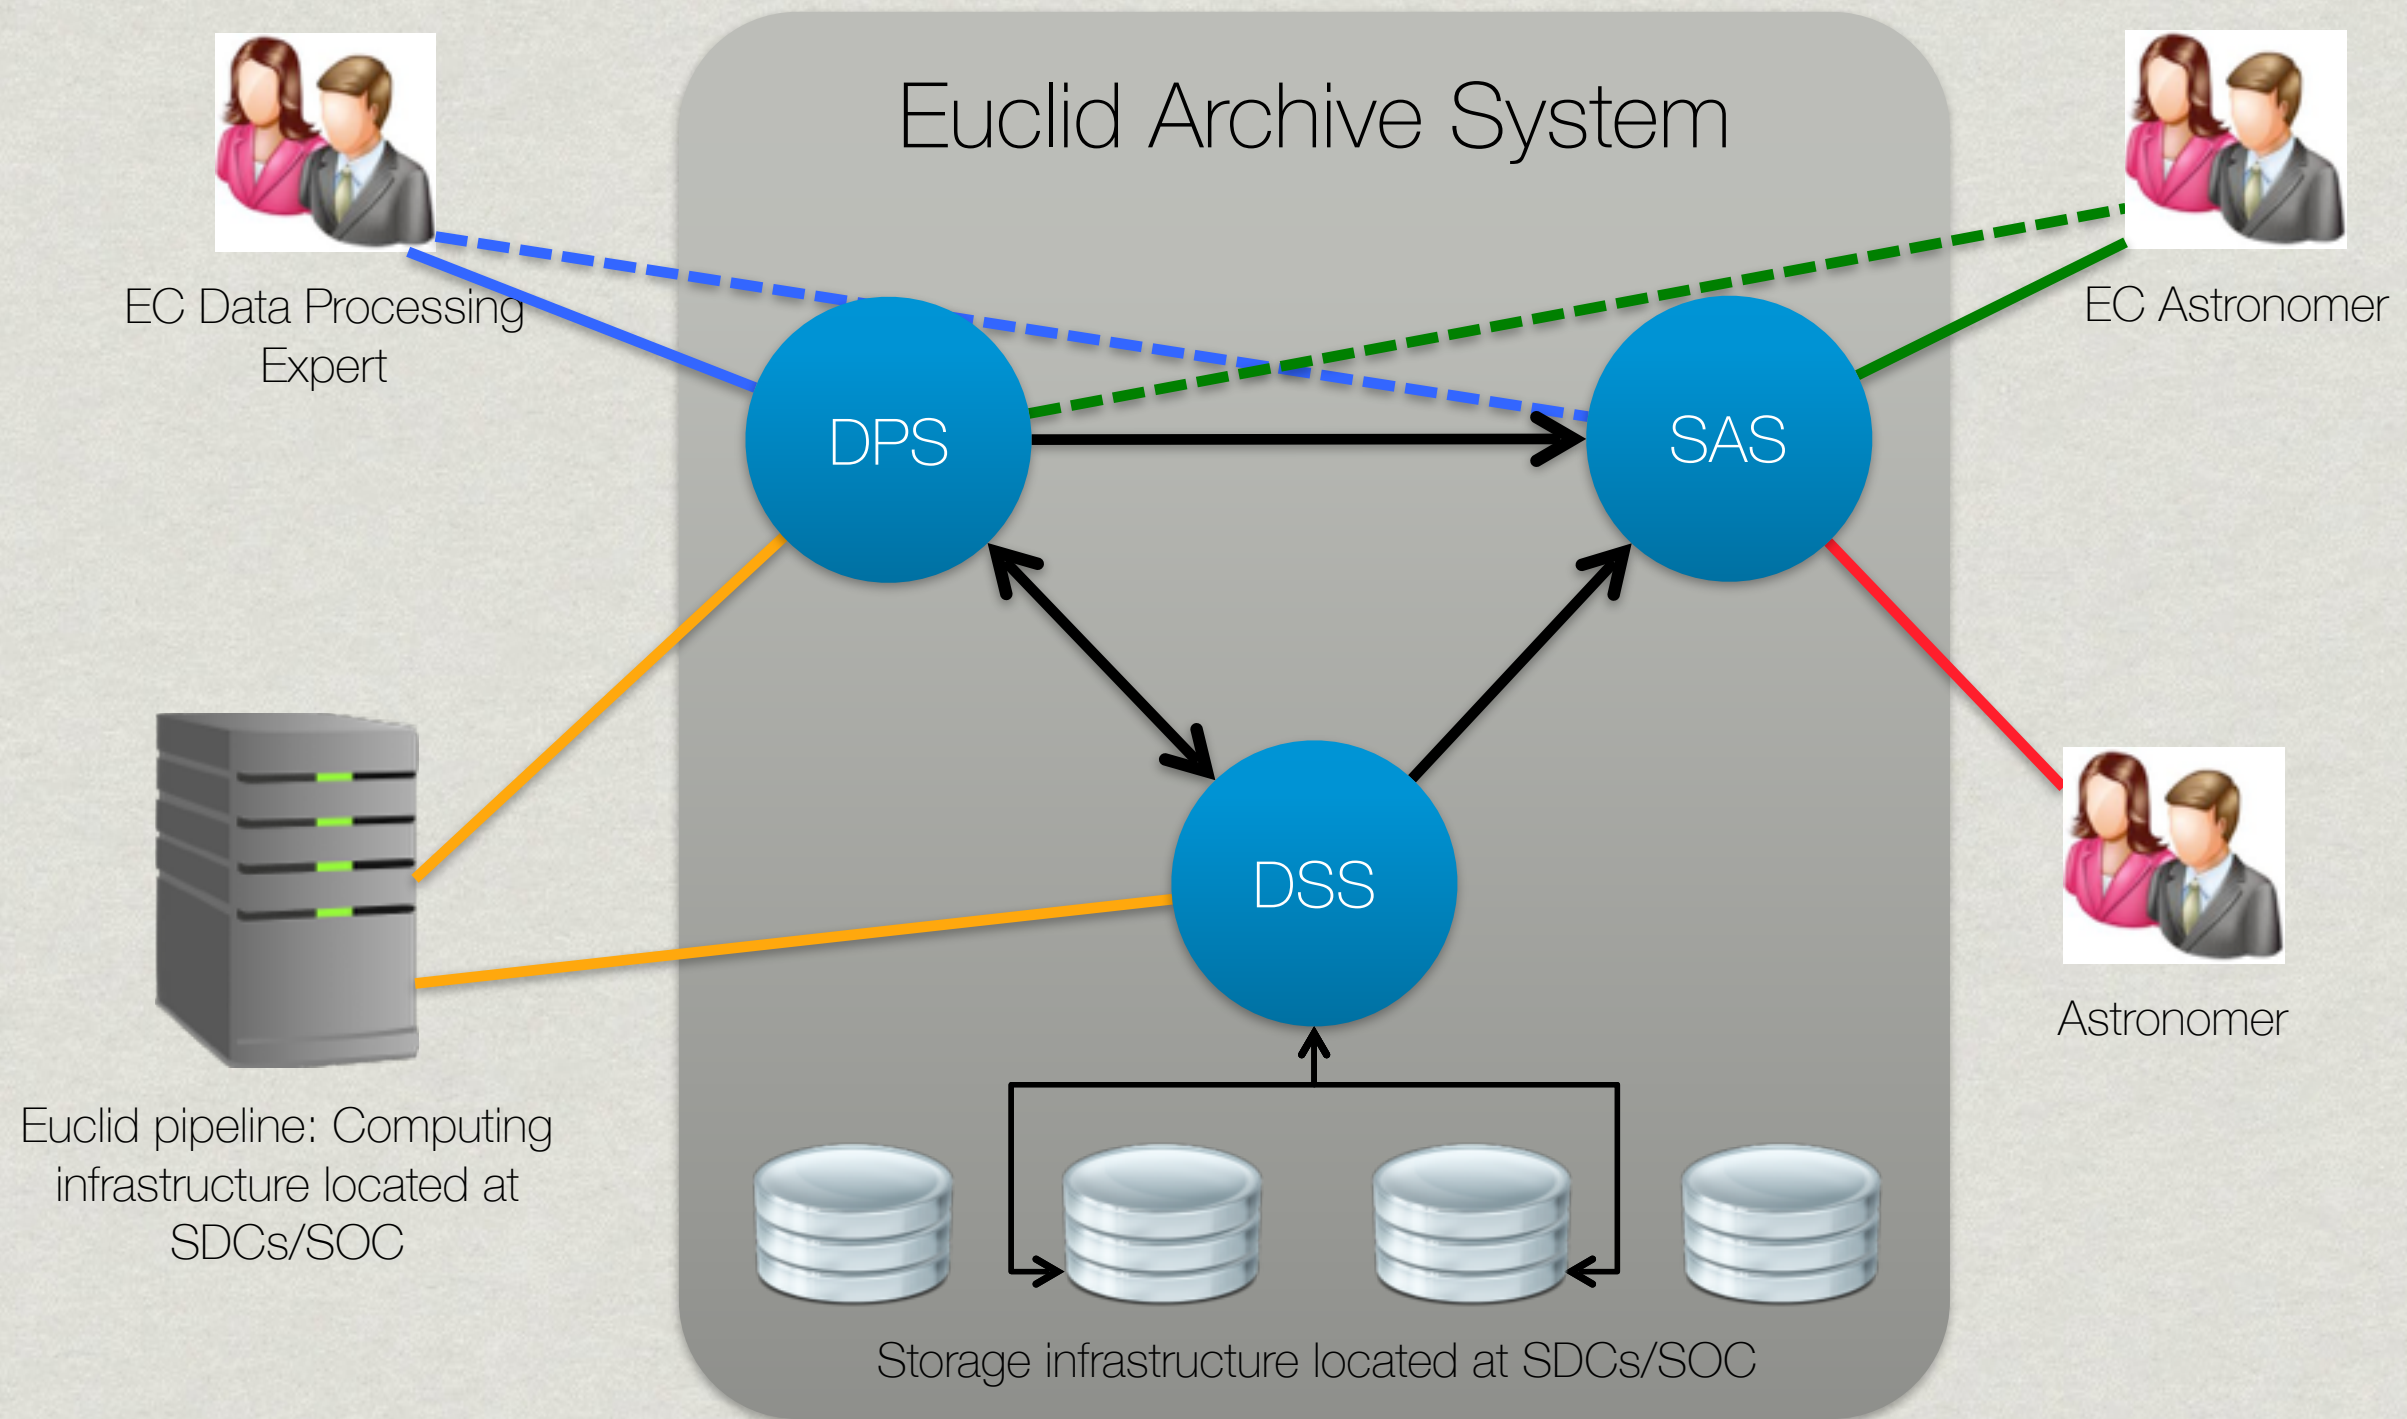 Euclid Archive System
EC Data Processing
Expert
EC Astronomer
DPS
SAS
DSS
Astronomer
Euclid pipeline: Computing
infrastructure located at
SDCs/SOC
Storage infrastructure located at SDCs/SOC